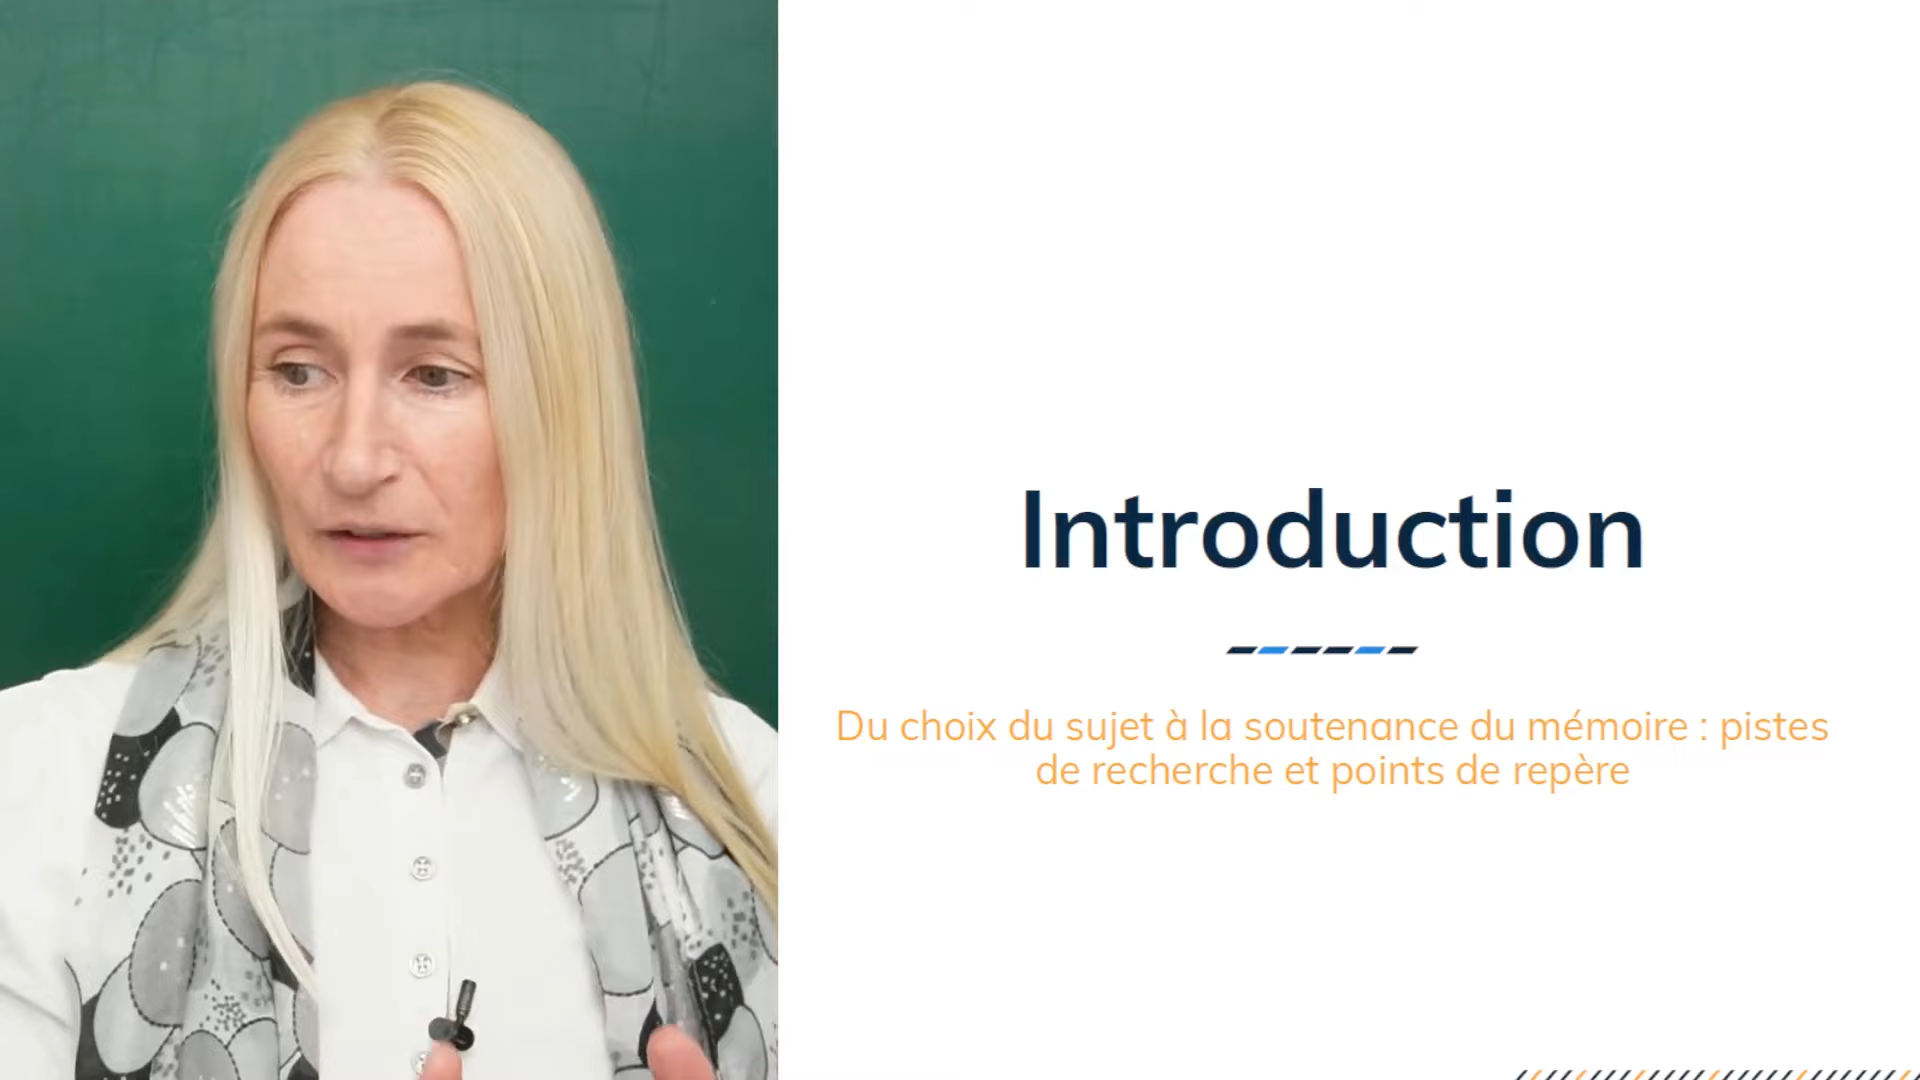 Introduction
Du choix du sujet à la soutenance du mémoire : pistes
de recherche et points de repère